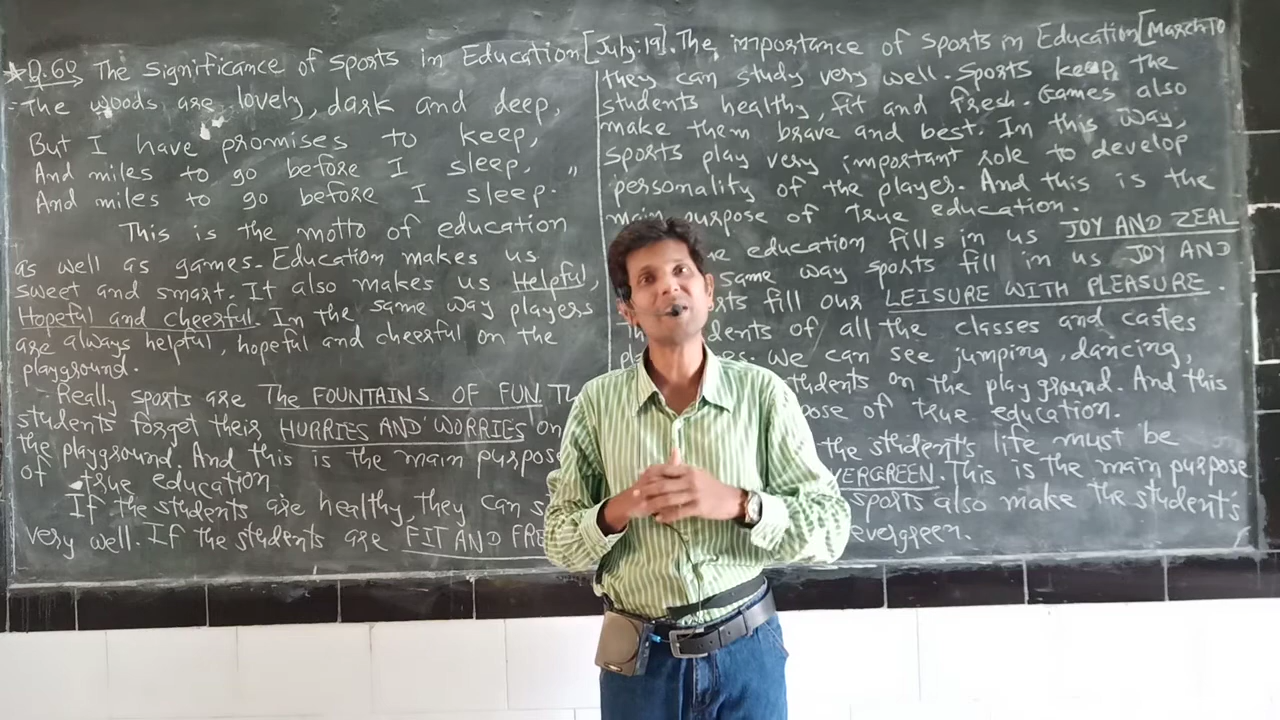 * Q.60 → The significance of sports in Education [July:19]. The importance of sports in Education [March 10
"The woods are lovely, dark and deep,
But I have promises to keep,
And miles to go before I sleep,
And miles to go before I sleep."
This is the motto of education
as well as games. Education makes us
sweet and smart. It also makes us Helpful,
Hopeful and cheerful. In the same way players
are always helpful, hopeful and cheerful on the
playground.
Really sports are The FOUNTAINS OF FUN. Th
students forget their HURRIES AND WORRIES on
the playground. And this is the main purpose
of true education.
If the students are healthy, they can s
very well. If the students are FIT AND FRE
they can study very well. Sports keep the
students healthy, fit and fresh. Games also
make them brave and best. In this way,
sports play very important role to develop
personality of the player. And this is the
main purpose of true education.
education fills in us JOY AND ZEAL
same way sports fill in us JOY AND
rts fill our LEISURE WITH PLEASURE.
dents of all the classes and castes
We can see jumping, dancing,
students on the playground. And this
pose of true education.
the student's life must be
VERGREEN. This is the main purpose
sports also make the student's
evergreen.